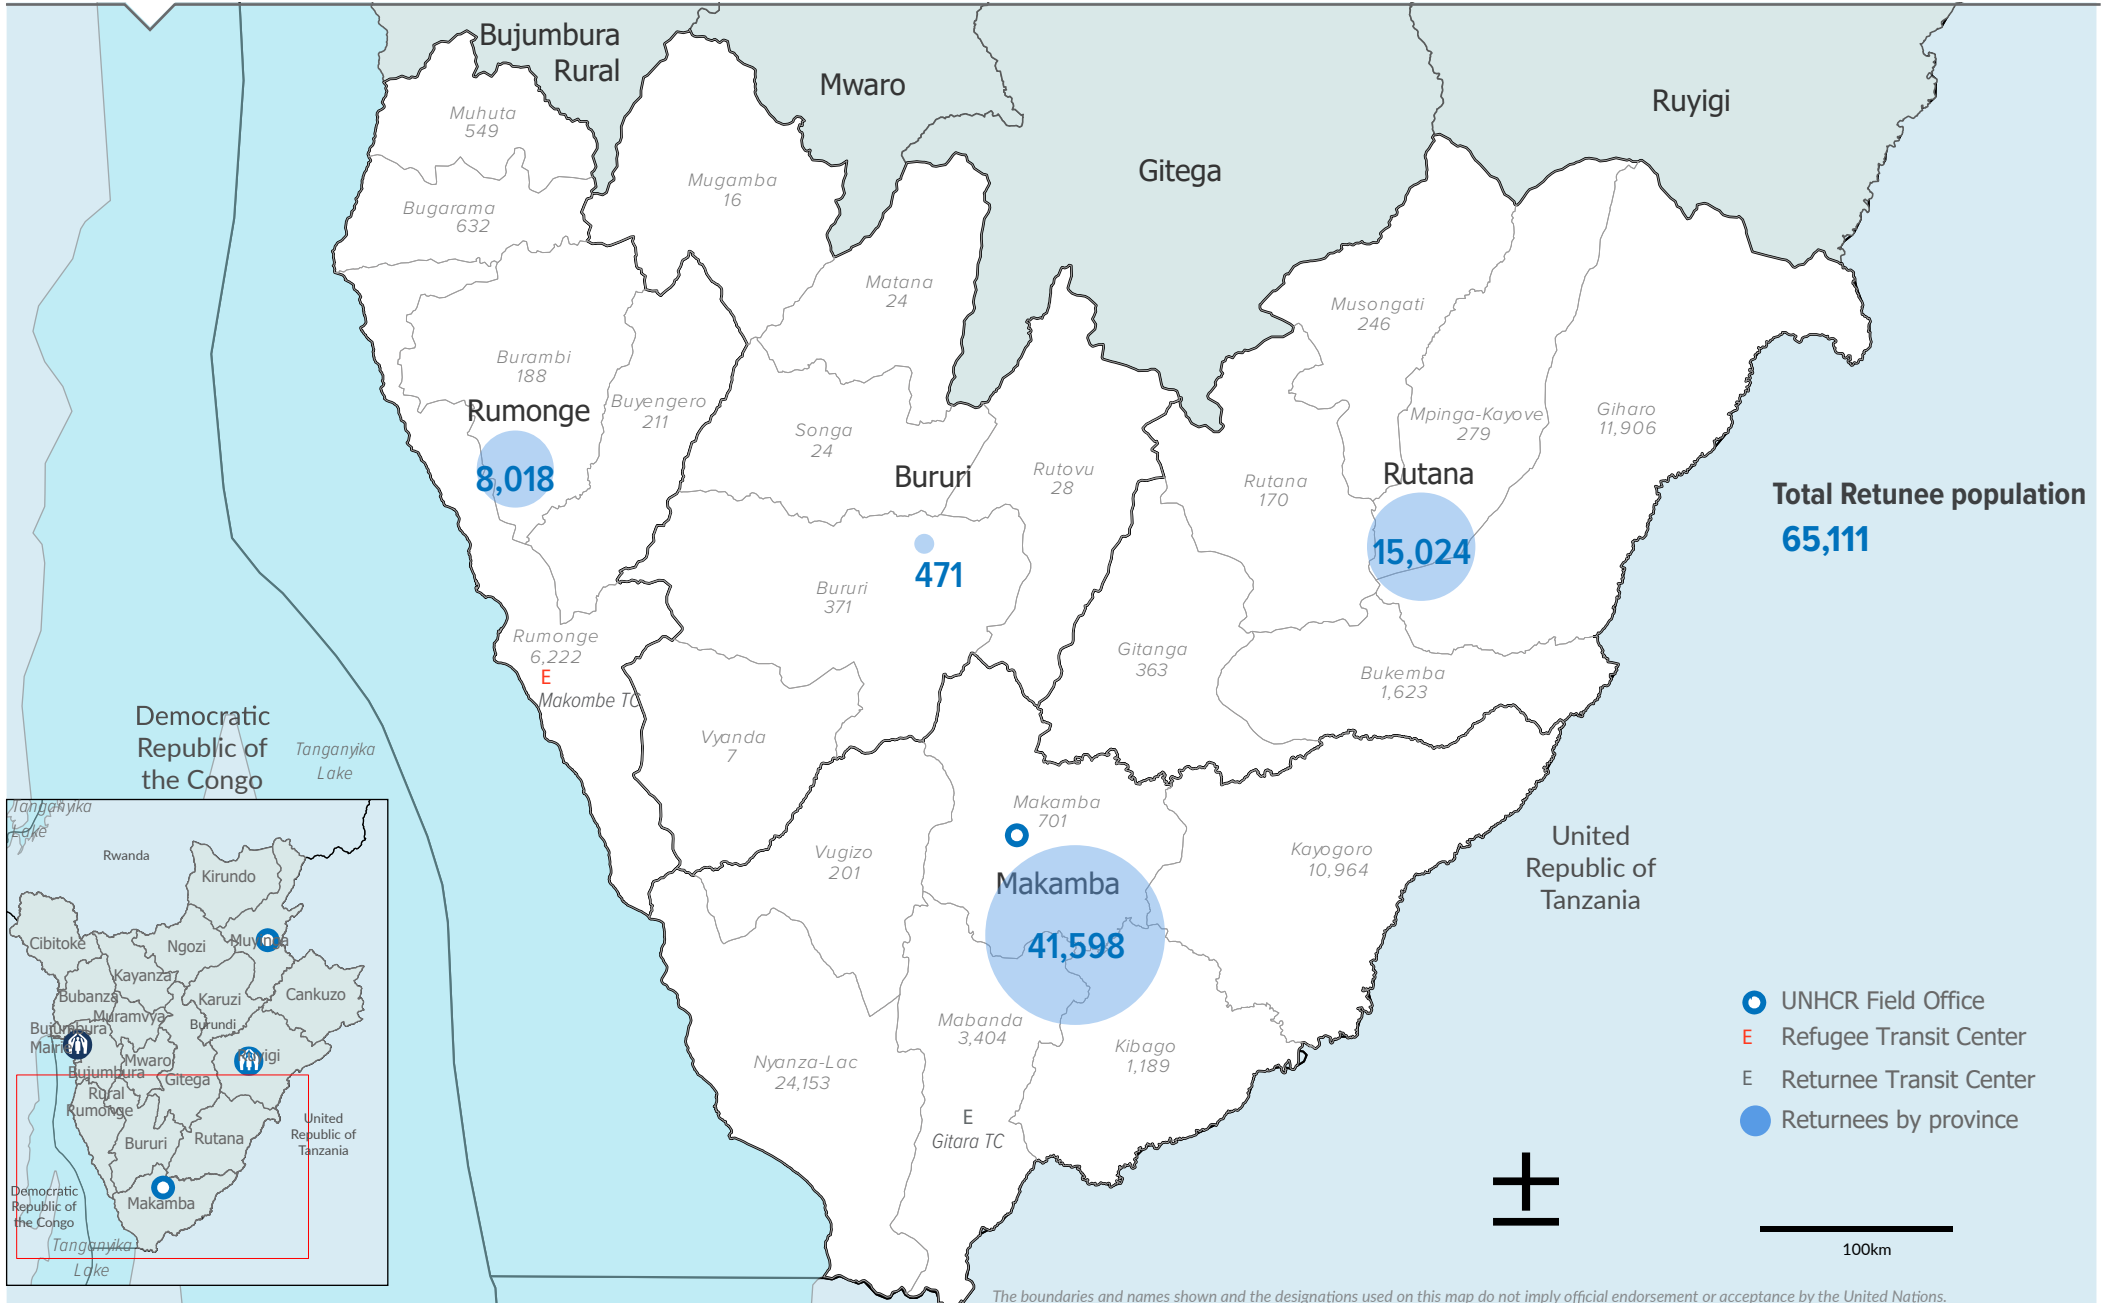 Bujumbura
Rural
Mwaro
Ruyigi
Gitega
Muhuta
549
Mugamba
16
Bugarama
632
Matana
24
Musongati
246
Burambi
188
Buyengero
211
Rumonge
8,018
Songa
24
Bururi
471
Rutovu
28
Mpinga-Kayove
279
Giharo
11,906
Rutana
170
Rutana
15,024
Total Retunee population
65,111
Bururi
371
Rumonge
6,222
E
Makombe TC
Gitanga
363
Bukemba
1,623
Vyanda
7
Democratic
Republic of
the Congo
Tanganyika
Lake
Makamba
701
Vugizo
201
Kayogoro
10,964
United
Republic of
Tanzania
Makamba
41,598
Mabanda
3,404
Kibago
1,189
Nyanza-Lac
24,153
E
Gitara TC
UNHCR Field Office
E Refugee Transit Center
E Returnee Transit Center
Returnees by province
100km
Tanganyika
Lake
Rwanda
Kirundo
Cibitoke
Ngozi
Muyinga
Kayanza
Bubanza
Karuzi
Cankuzo
Muramvya
Burundi
Bujumbura
Mairie
Mwaro
Ruyigi
Bujumbura
Rural
Gitega
Rumonge
United
Republic of
Tanzania
Bururi
Rutana
Makamba
Democratic
Republic of
the Congo
Tanganyika
Lake
The boundaries and names shown and the designations used on this map do not imply official endorsement or acceptance by the United Nations.